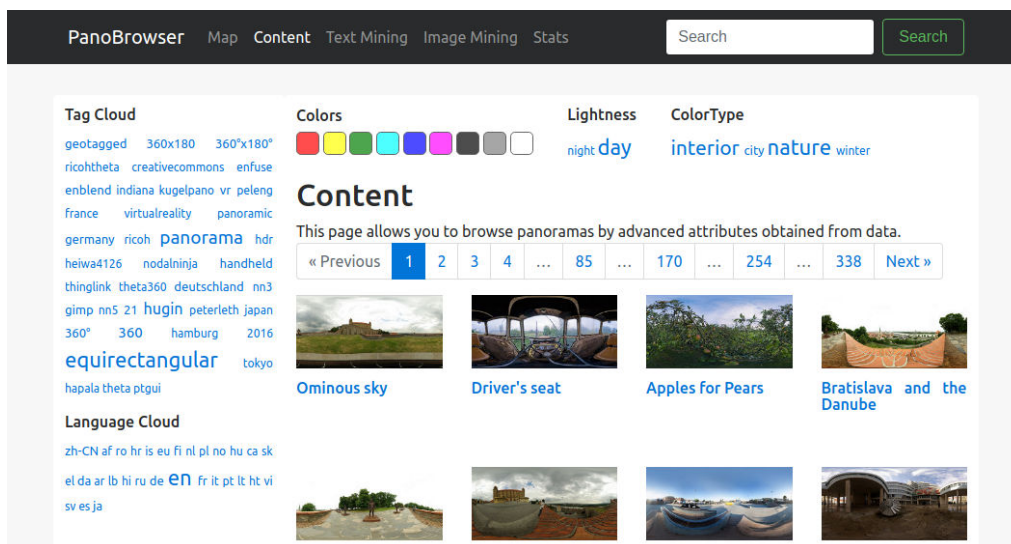 PanoBrowser Map Content Text Mining Image Mining Stats Search Search
Tag Cloud
geotagged 360x180 360°x180°
ricohtheta creativecommons enfuse
enblend indiana kugelpano vr peleng
france virtualreality panoramic
germany ricoh panorama hdr
heiwa4126 nodalninja handheld
thinglink theta360 deutschland nn3
gimp nn5 21 hugin peterleth japan
360° 360 hamburg 2016
equirectangular tokyo
hapala theta ptgui
Language Cloud
zh-CN af ro hr is eu fi nl pl no hu ca sk
el da ar lb hi ru de en fr it pt lt ht vi
sv es ja
Colors
Lightness
night day
ColorType
interior city nature winter
Content
This page allows you to browse panoramas by advanced attributes obtained from data.
« Previous 1 2 3 4 ... 85 ... 170 ... 254 ... 338 Next »
Ominous sky
Driver's seat
Apples for Pears
Bratislava and the
Danube